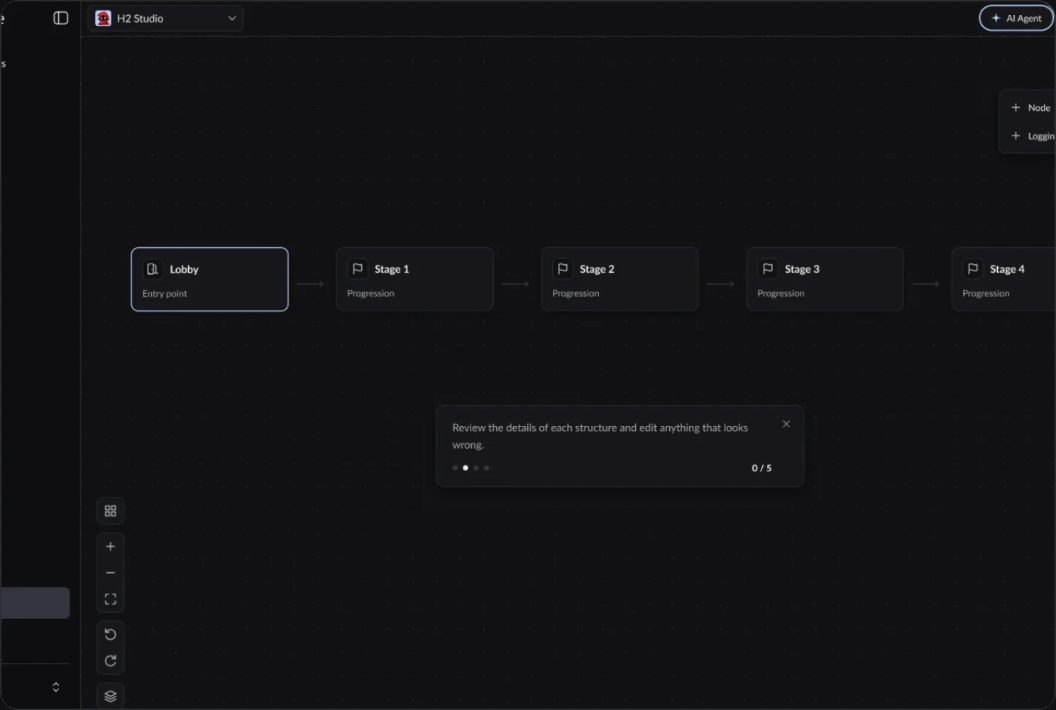 H2 Studio
AI Agent
s
+ Node
Lobby
Entry point
Stage 1
Progression
Stage 2
Progression
Stage 3
Progression
Stage 4
Progression
Review the details of each structure and edit anything that looks
wrong.
0 / 5